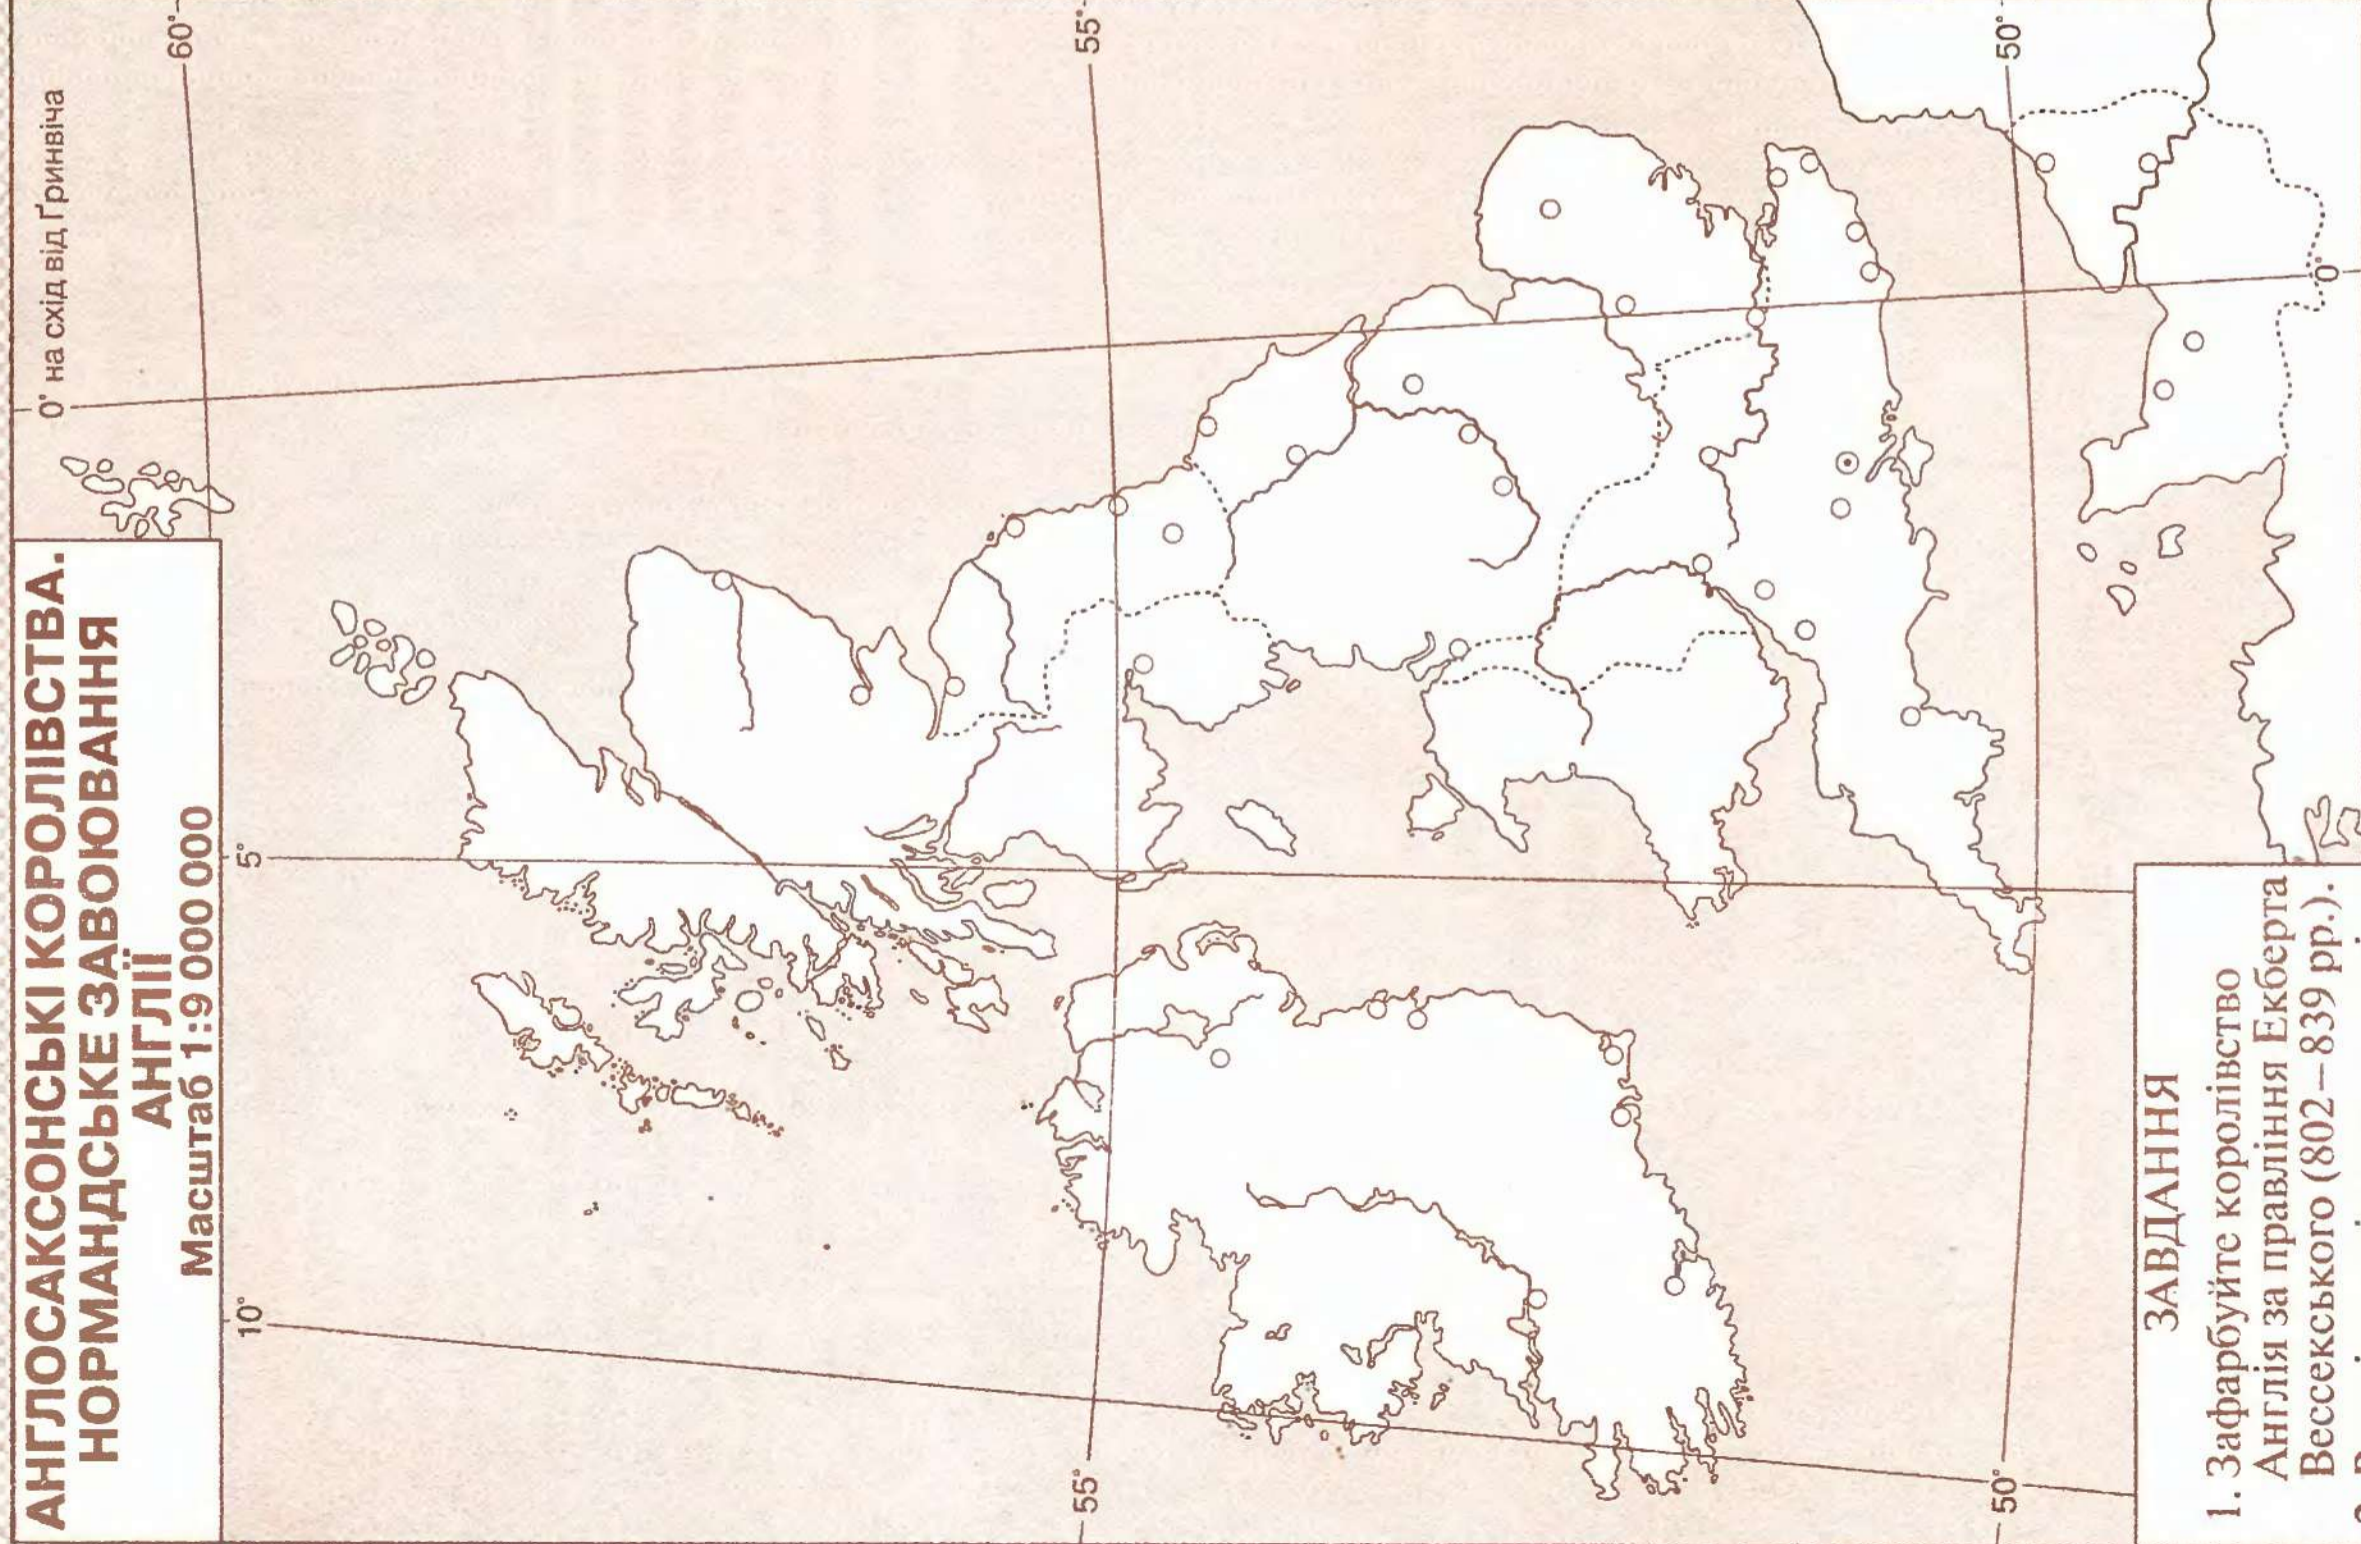 АНГЛОСАКСОНСЬКІ КОРОЛІВСТВА.
НОРМАНДСЬКЕ ЗАВОЮВАННЯ
АНГЛІЇ
Масштаб 1:9 000 000
0° на схід від Ґринвіча
60°
55°
50°
5°
10°
55°
50°
0°
ЗАВДАННЯ
1. Зафарбуйте королівство
Англія за правління Екберта
Вессекського (802–839 рр.).